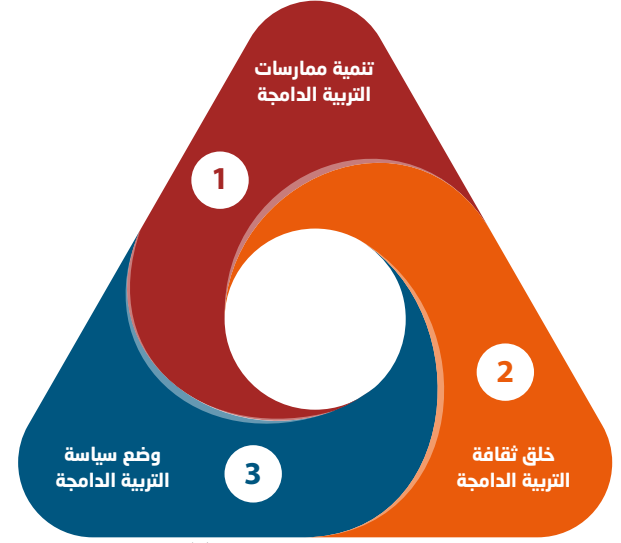 تنمية ممارسات
التربية الدامجة
1
2
خلق ثقافة
التربية الدامجة
3
وضع سياسة
التربية الدامجة